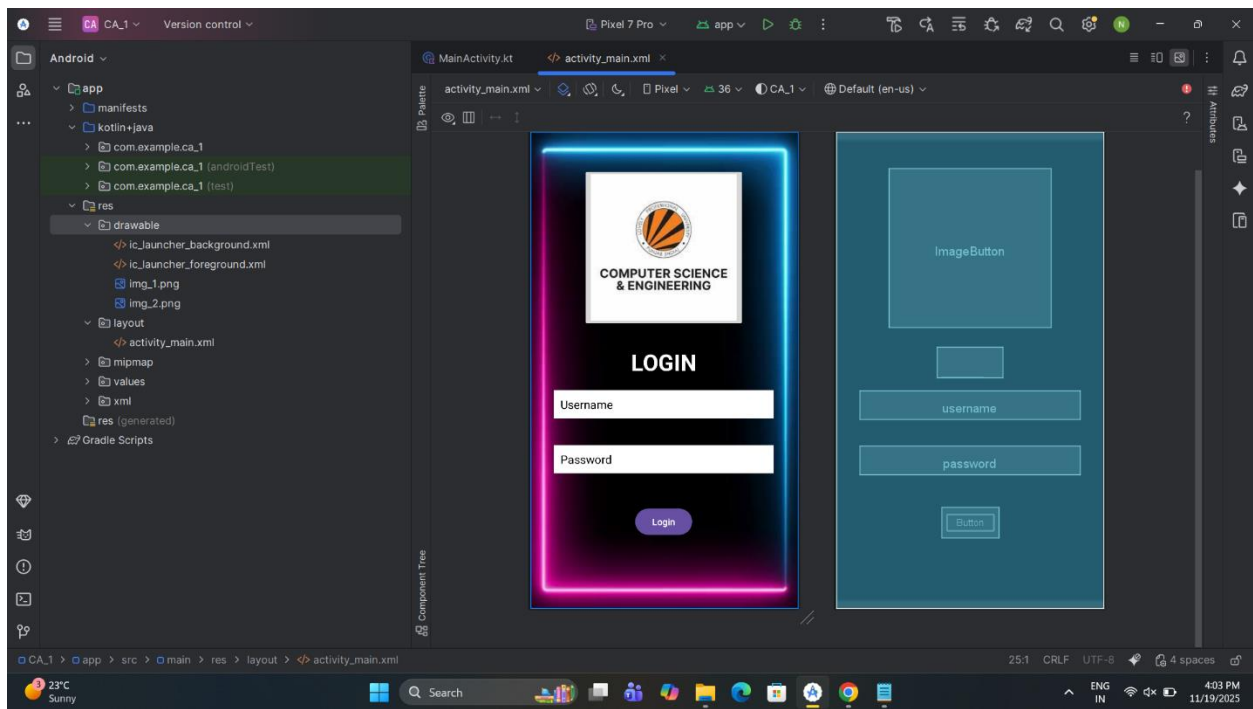 CA CA_1 Version control Pixel 7 Pro app N
Android MainActivity.kt </> activity_main.xml
app
Palette activity_main.xml Pixel 36 CA_1 Default (en-us)
Attributes
manifests
kotlin+java
com.example.ca_1
com.example.ca_1 (androidTest)
com.example.ca_1 (test)
res
drawable
</> ic_launcher_background.xml
</> ic_launcher_foreground.xml
img_1.png
img_2.png
layout
</> activity_main.xml
mipmap
values
xml
res (generated)
Gradle Scripts
COMPUTER SCIENCE
& ENGINEERING
LOGIN
Username
Password
Login
ImageButton
username
password
Button
Component Tree
CA_1 > app > src > main > res > layout > </> activity_main.xml 25:1 CRLF UTF-8 4 spaces
3 23°C
Sunny
Search
ENG
IN
4:03 PM
11/19/2025